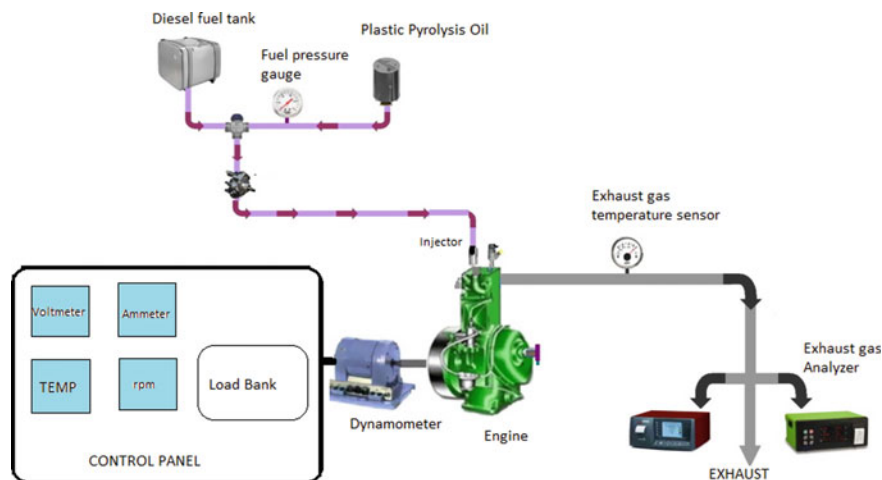 Diesel fuel tank
Plastic Pyrolysis Oil
Fuel pressure
gauge
Exhaust gas
temperature sensor
Injector
Voltmeter
Ammeter
TEMP
rpm
Load Bank
CONTROL PANEL
Dynamometer
Engine
Exhaust gas
Analyzer
EXHAUST